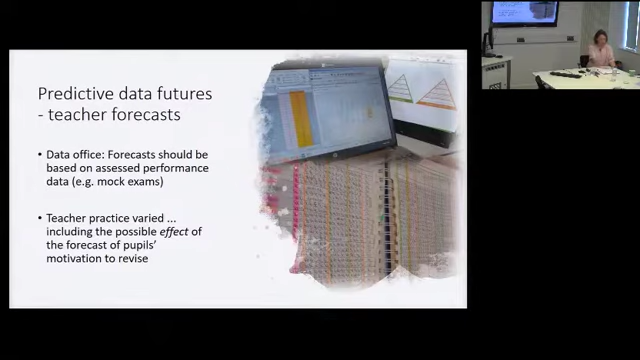 Predictive data futures
- teacher forecasts
• Data office: Forecasts should be
based on assessed performance
data (e.g. mock exams)
• Teacher practice varied ...
including the possible effect of
the forecast of pupils'
motivation to revise